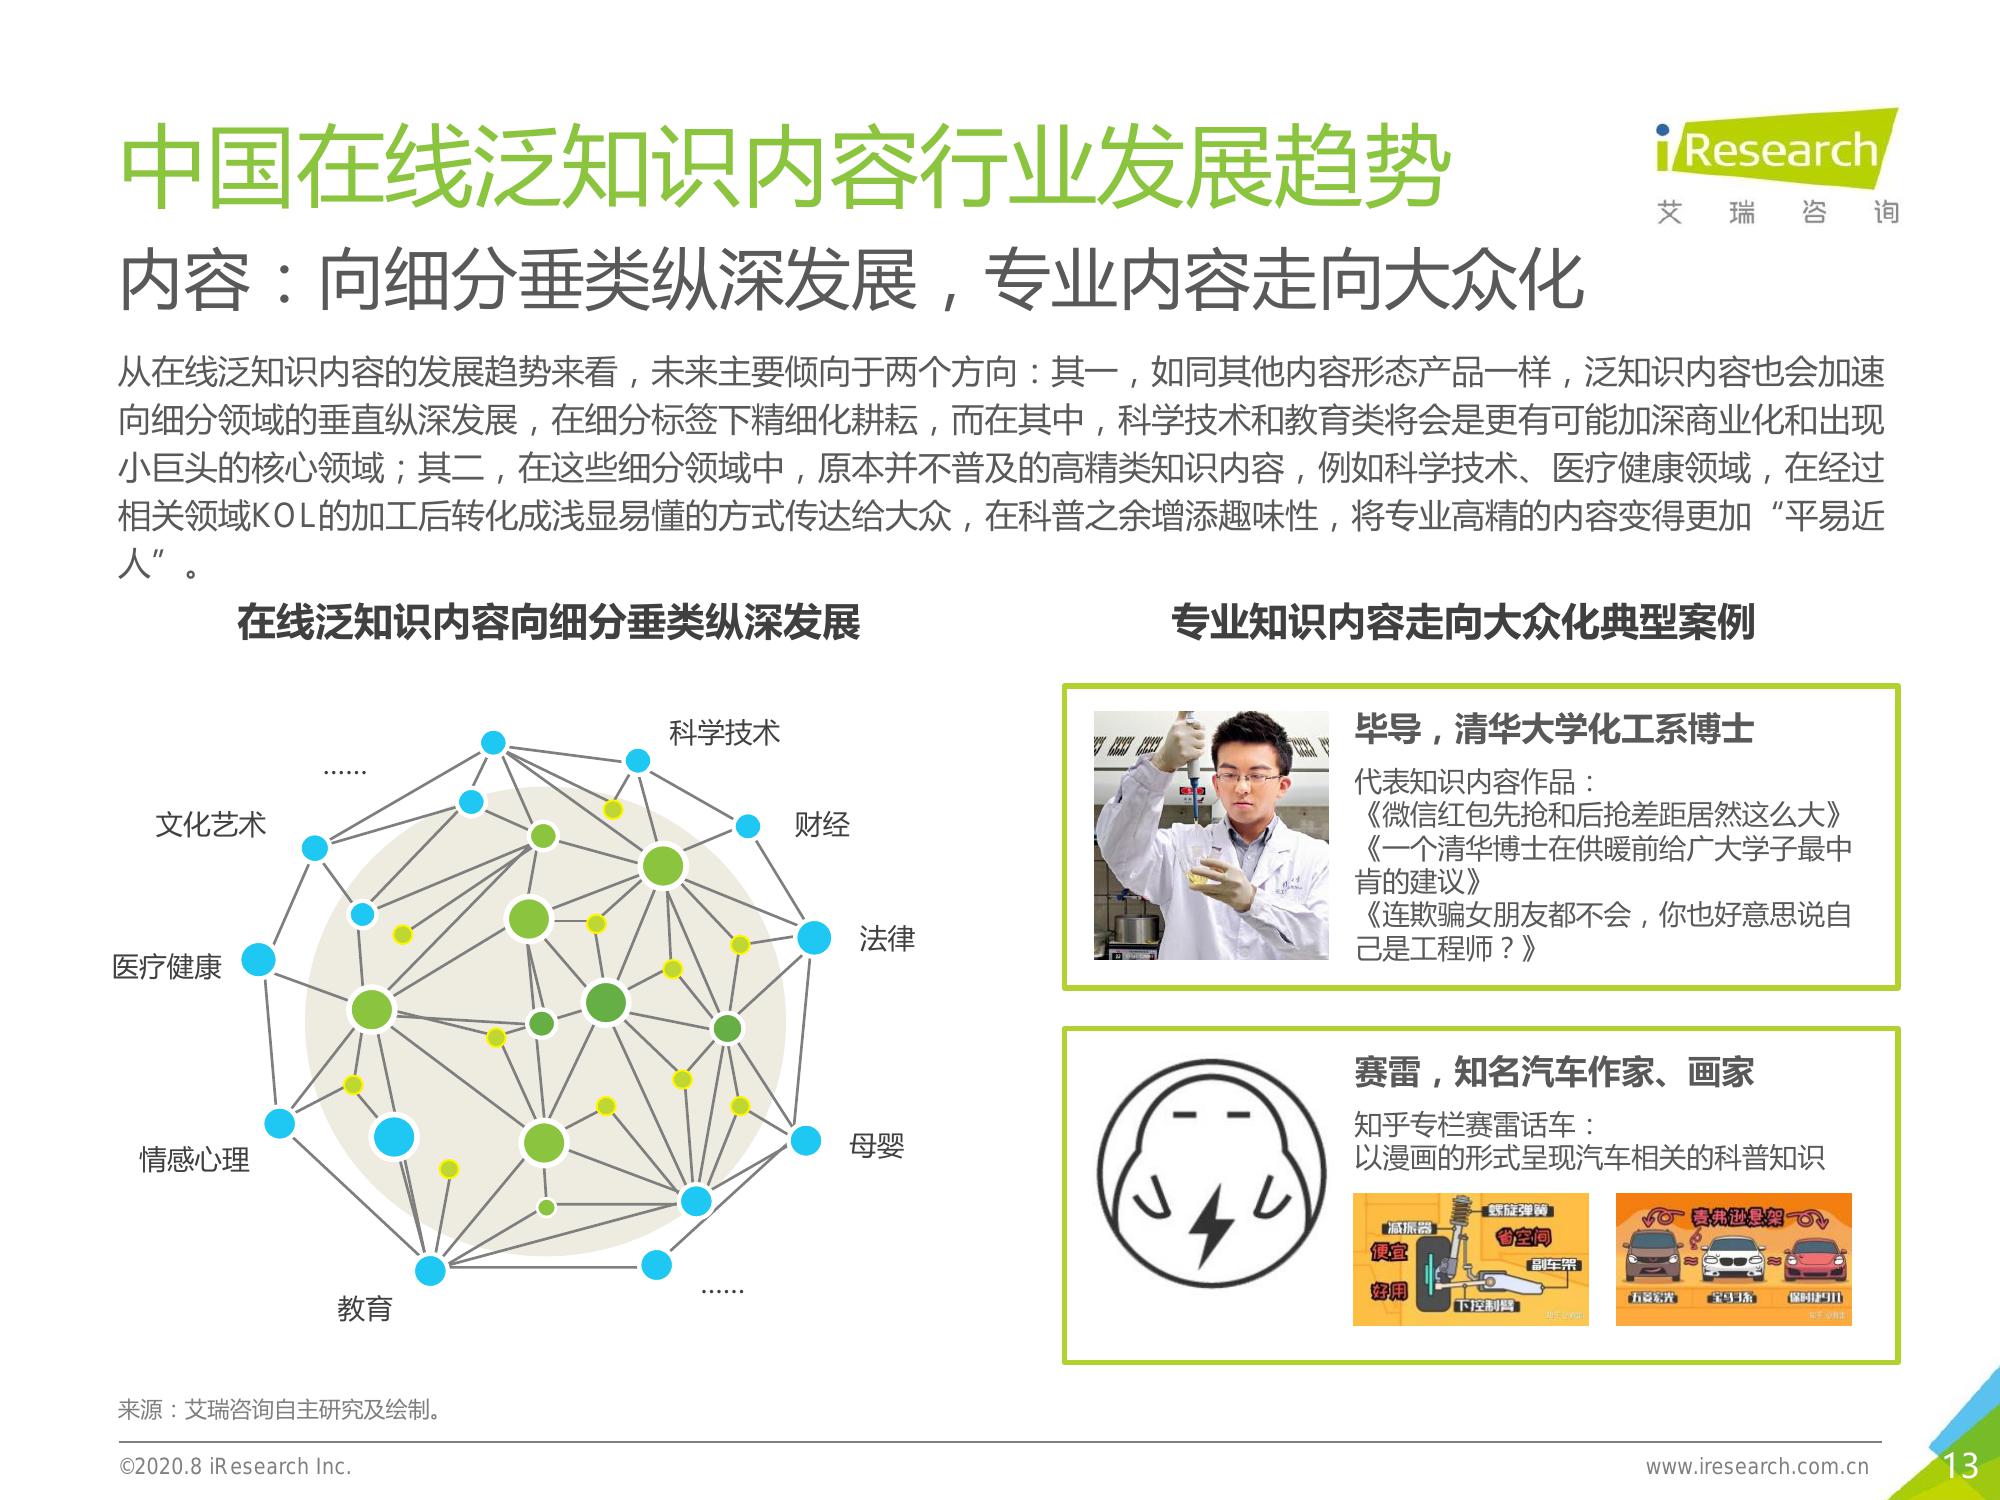 中国在线泛知识内容行业发展趋势
iResearch
艾瑞咨询
内容：向细分垂类纵深发展，专业内容走向大众化
从在线泛知识内容的发展趋势来看，未来主要倾向于两个方向：其一，如同其他内容形态产品一样，泛知识内容也会加速
向细分领域的垂直纵深发展，在细分标签下精细化耕耘，而在其中，科学技术和教育类将会是更有可能加深商业化和出现
小巨头的核心领域；其二，在这些细分领域中，原本并不普及的高精类知识内容，例如科学技术、医疗健康领域，在经过
相关领域KOL的加工后转化成浅显易懂的方式传达给大众，在科普之余增添趣味性，将专业高精的内容变得更加“平易近
人”。
在线泛知识内容向细分垂类纵深发展
科学技术
......
文化艺术
财经
法律
医疗健康
情感心理
母婴
......
教育
专业知识内容走向大众化典型案例
毕导，清华大学化工系博士
代表知识内容作品：
《微信红包先抢和后抢差距居然这么大》
《一个清华博士在供暖前给广大学子最中
肯的建议》
《连欺骗女朋友都不会，你也好意思说自
己是工程师？》
赛雷，知名汽车作家、画家
知乎专栏赛雷话车：
以漫画的形式呈现汽车相关的科普知识
螺旋弹簧
减振器
省空间
便宜
副车架
好用
下控制臂
麦弗逊悬架
五菱宏光
宝马3系
保时捷911
来源：艾瑞咨询自主研究及绘制。
©2020.8 iResearch Inc.
www.iresearch.com.cn
13